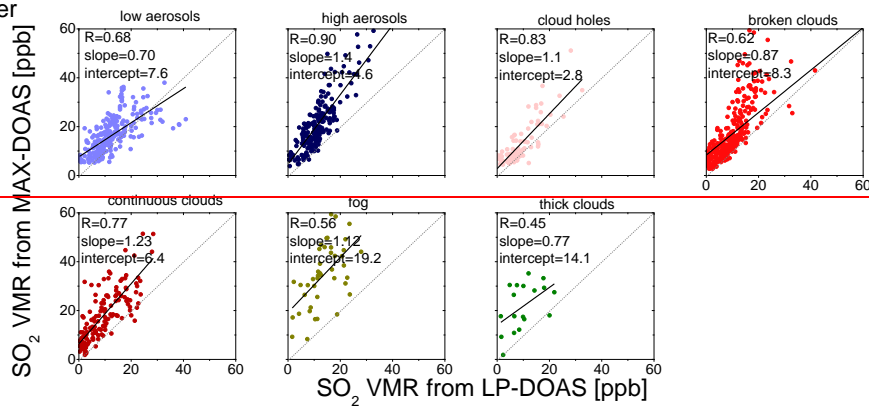 er
low aerosols
high aerosols
cloud holes
broken clouds
R=0.68
slope=0.70
intercept=7.6
R=0.90
slope=1.4
intercept=4.6
R=0.83
slope=1.1
intercept=2.8
R=0.62
slope=0.87
intercept=8.3
60
40
20
0
0 20 40 60
continuous clouds
fog
thick clouds
R=0.77
slope=1.23
intercept=6.4
R=0.56
slope=1.12
intercept=19.2
R=0.45
slope=0.77
intercept=14.1
60
40
20
0
0 20 40 60
0 20 40 60
0 20 40 60
SO2 VMR from MAX-DOAS [ppb]
SO2 VMR from LP-DOAS [ppb]